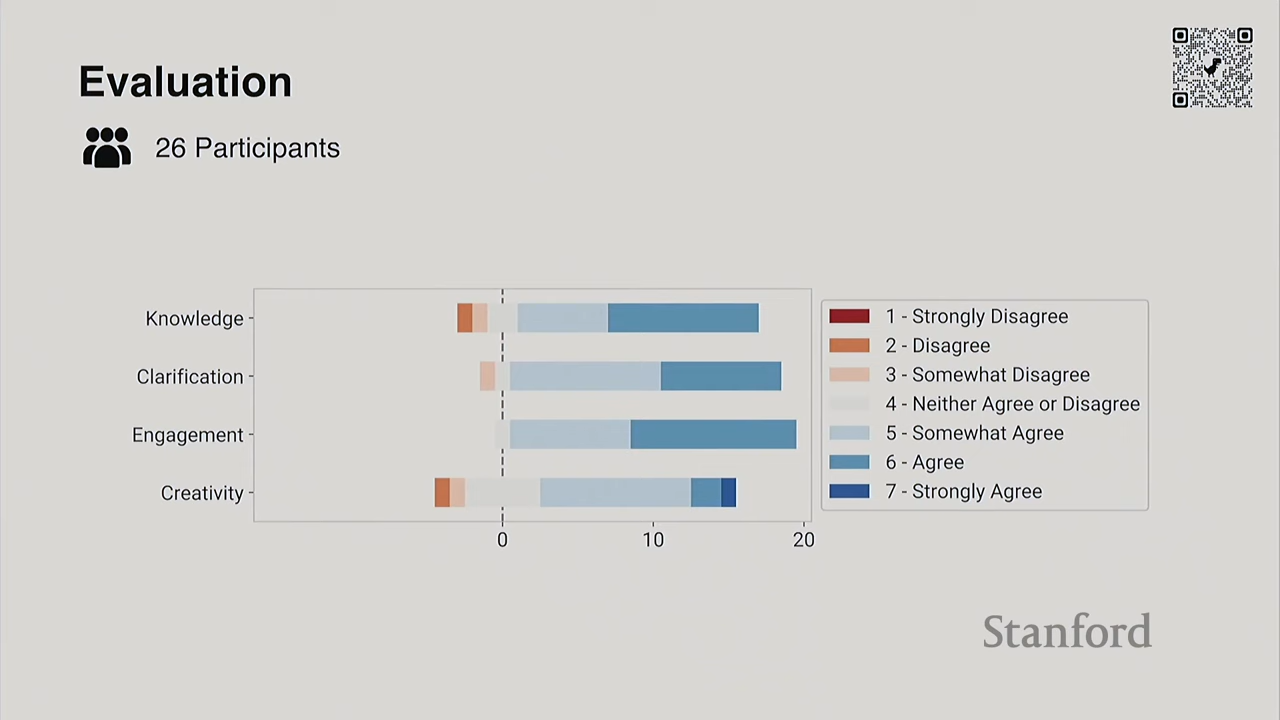 Evaluation
26 Participants
Knowledge
Clarification
Engagement
Creativity
0
10
20
1 - Strongly Disagree
2 - Disagree
3 - Somewhat Disagree
4 - Neither Agree or Disagree
5 - Somewhat Agree
6 - Agree
7 - Strongly Agree
Stanford